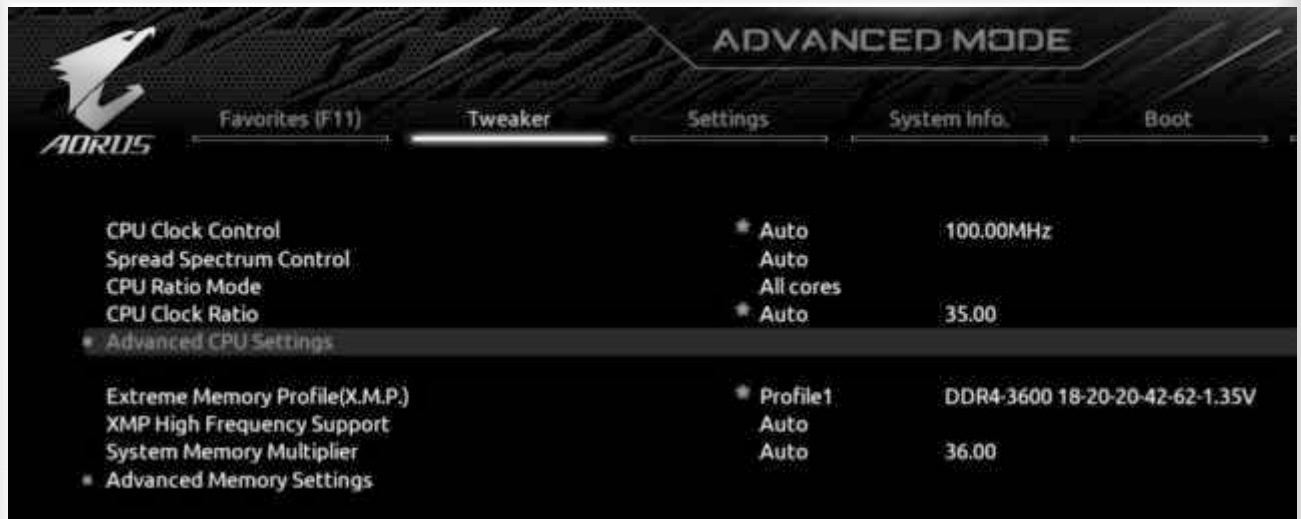 ADVANCED MODE
AORUS
Favorites (F11) Tweaker Settings System Info. Boot
CPU Clock Control * Auto 100.00MHz
Spread Spectrum Control Auto
CPU Ratio Mode All cores
CPU Clock Ratio * Auto 35.00
Advanced CPU Settings
Extreme Memory Profile(X.M.P.) * Profile1 DDR4-3600 18-20-20-42-62-1.35V
XMP High Frequency Support Auto
System Memory Multiplier Auto 36.00
Advanced Memory Settings